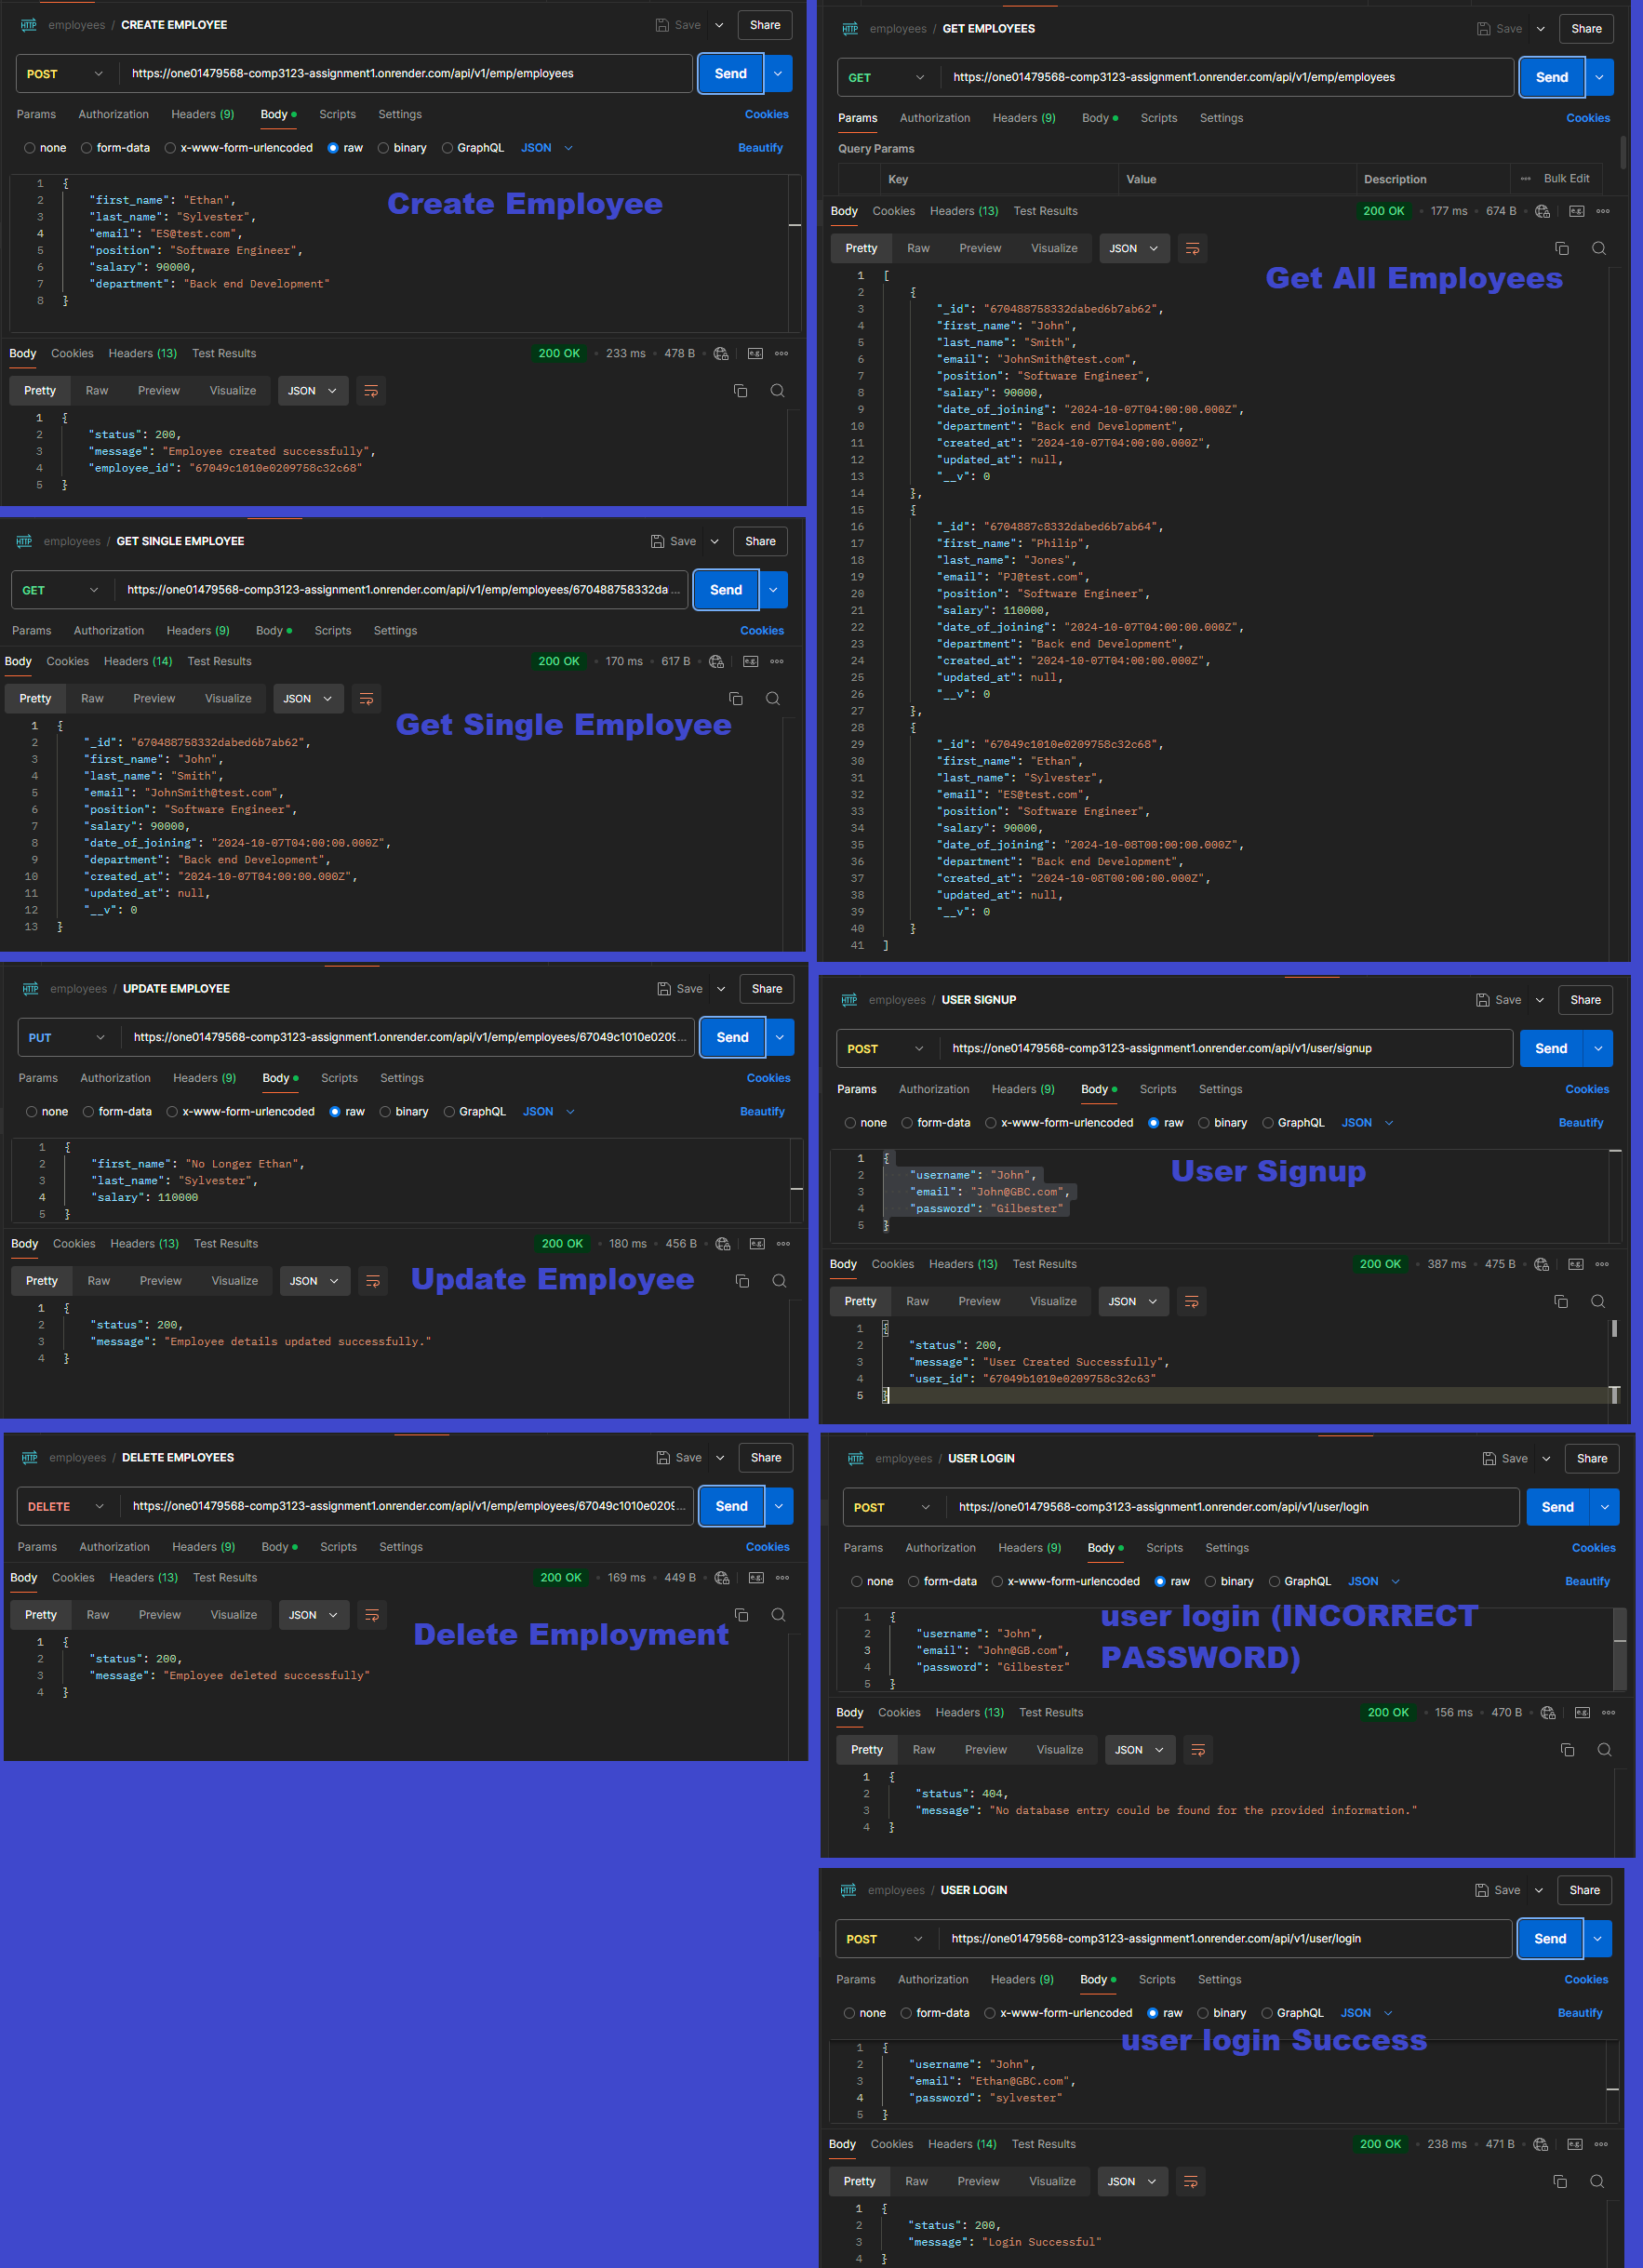 employees / CREATE EMPLOYEE Save Share
POST https://one01479568-comp3123-assignment1.onrender.com/api/v1/emp/employees Send
Params Authorization Headers (9) Body Scripts Settings Cookies
none form-data x-www-form-urlencoded raw binary GraphQL JSON Beautify
Create Employee
1 {
2 "first_name": "Ethan",
3 "last_name": "Sylvester",
4 "email": "ES@test.com",
5 "position": "Software Engineer",
6 "salary": 90000,
7 "department": "Back end Development"
8 }
Body Cookies Headers (13) Test Results 200 OK 233 ms 478 B
Pretty Raw Preview Visualize JSON
1 {
2 "status": 200,
3 "message": "Employee created successfully",
4 "employee_id": "67049c1010e0209758c32c68"
5 }
employees / GET SINGLE EMPLOYEE Save Share
GET https://one01479568-comp3123-assignment1.onrender.com/api/v1/emp/employees/670488758332da... Send
Params Authorization Headers (9) Body Scripts Settings Cookies
Body Cookies Headers (14) Test Results 200 OK 170 ms 617 B
Pretty Raw Preview Visualize JSON
Get Single Employee
1 {
2 "_id": "670488758332dabed6b7ab62",
3 "first_name": "John",
4 "last_name": "Smith",
5 "email": "JohnSmith@test.com",
6 "position": "Software Engineer",
7 "salary": 90000,
8 "date_of_joining": "2024-10-07T04:00:00.000Z",
9 "department": "Back end Development",
10 "created_at": "2024-10-07T04:00:00.000Z",
11 "updated_at": null,
12 "__v": 0
13 }
employees / UPDATE EMPLOYEE Save Share
PUT https://one01479568-comp3123-assignment1.onrender.com/api/v1/emp/employees/67049c1010e0209... Send
Params Authorization Headers (9) Body Scripts Settings Cookies
none form-data x-www-form-urlencoded raw binary GraphQL JSON Beautify
1 {
2 "first_name": "No Longer Ethan",
3 "last_name": "Sylvester",
4 "salary": 110000
5 }
Body Cookies Headers (13) Test Results 200 OK 180 ms 456 B
Pretty Raw Preview Visualize JSON
Update Employee
1 {
2 "status": 200,
3 "message": "Employee details updated successfully."
4 }
employees / DELETE EMPLOYEES Save Share
DELETE https://one01479568-comp3123-assignment1.onrender.com/api/v1/emp/employees/67049c1010e0209... Send
Params Authorization Headers (9) Body Scripts Settings Cookies
Body Cookies Headers (13) Test Results 200 OK 169 ms 449 B
Pretty Raw Preview Visualize JSON
Delete Employment
1 {
2 "status": 200,
3 "message": "Employee deleted successfully"
4 }
employees / GET EMPLOYEES Save Share
GET https://one01479568-comp3123-assignment1.onrender.com/api/v1/emp/employees Send
Params Authorization Headers (9) Body Scripts Settings Cookies
Query Params
Key Value Description Bulk Edit
Body Cookies Headers (13) Test Results 200 OK 177 ms 674 B
Pretty Raw Preview Visualize JSON
Get All Employees
1 [
2 {
3 "_id": "670488758332dabed6b7ab62",
4 "first_name": "John",
5 "last_name": "Smith",
6 "email": "JohnSmith@test.com",
7 "position": "Software Engineer",
8 "salary": 90000,
9 "date_of_joining": "2024-10-07T04:00:00.000Z",
10 "department": "Back end Development",
11 "created_at": "2024-10-07T04:00:00.000Z",
12 "updated_at": null,
13 "__v": 0
14 },
15 {
16 "_id": "6704887c8332dabed6b7ab64",
17 "first_name": "Philip",
18 "last_name": "Jones",
19 "email": "PJ@test.com",
20 "position": "Software Engineer",
21 "salary": 110000,
22 "date_of_joining": "2024-10-07T04:00:00.000Z",
23 "department": "Back end Development",
24 "created_at": "2024-10-07T04:00:00.000Z",
25 "updated_at": null,
26 "__v": 0
27 },
28 {
29 "_id": "67049c1010e0209758c32c68",
30 "first_name": "Ethan",
31 "last_name": "Sylvester",
32 "email": "ES@test.com",
33 "position": "Software Engineer",
34 "salary": 90000,
35 "date_of_joining": "2024-10-08T00:00:00.000Z",
36 "department": "Back end Development",
37 "created_at": "2024-10-08T00:00:00.000Z",
38 "updated_at": null,
39 "__v": 0
40 }
41 ]
employees / USER SIGNUP Save Share
POST https://one01479568-comp3123-assignment1.onrender.com/api/v1/user/signup Send
Params Authorization Headers (9) Body Scripts Settings Cookies
none form-data x-www-form-urlencoded raw binary GraphQL JSON Beautify
User Signup
1 {
2 "username": "John",
3 "email": "John@GBC.com",
4 "password": "Gilbester"
5 }
Body Cookies Headers (13) Test Results 200 OK 387 ms 475 B
Pretty Raw Preview Visualize JSON
1 {
2 "status": 200,
3 "message": "User Created Successfully",
4 "user_id": "67049b1010e0209758c32c63"
5 }
employees / USER LOGIN Save Share
POST https://one01479568-comp3123-assignment1.onrender.com/api/v1/user/login Send
Params Authorization Headers (9) Body Scripts Settings Cookies
none form-data x-www-form-urlencoded raw binary GraphQL JSON Beautify
user login (INCORRECT
PASSWORD)
1 {
2 "username": "John",
3 "email": "John@GB.com",
4 "password": "Gilbester"
5 }
Body Cookies Headers (13) Test Results 200 OK 156 ms 470 B
Pretty Raw Preview Visualize JSON
1 {
2 "status": 404,
3 "message": "No database entry could be found for the provided information."
4 }
employees / USER LOGIN Save Share
POST https://one01479568-comp3123-assignment1.onrender.com/api/v1/user/login Send
Params Authorization Headers (9) Body Scripts Settings Cookies
none form-data x-www-form-urlencoded raw binary GraphQL JSON Beautify
user login Success
1 {
2 "username": "John",
3 "email": "Ethan@GBC.com",
4 "password": "sylvester"
5 }
Body Cookies Headers (14) Test Results 200 OK 238 ms 471 B
Pretty Raw Preview Visualize JSON
1 {
2 "status": 200,
3 "message": "Login Successful"
4 }